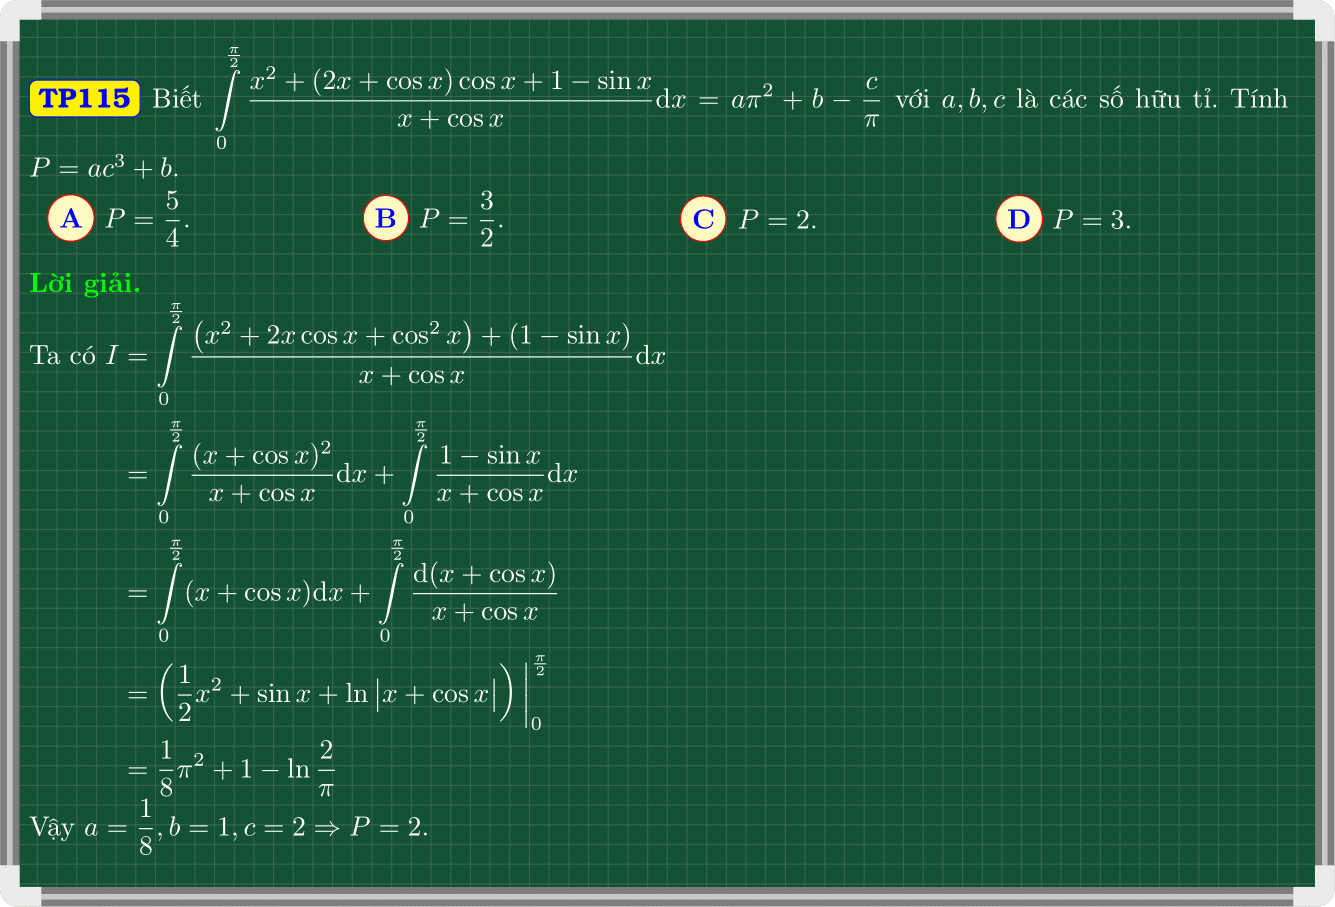 TP115 Biết $\int\limits_0^{\frac{\pi}{2}} \frac{x^2 + (2x + \cos x)\cos x + 1 - \sin x}{x + \cos x}\mathrm{d}x = a\pi^2 + b - \frac{c}{\pi}$ với $a, b, c$ là các số hữu tỉ. Tính
$P = ac^3 + b$.
A $P = \frac{5}{4}$. B $P = \frac{3}{2}$. C $P = 2$. D $P = 3$.
Lời giải.
Ta có $I = \int\limits_0^{\frac{\pi}{2}} \frac{(x^2 + 2x\cos x + \cos^2 x) + (1 - \sin x)}{x + \cos x}\mathrm{d}x$
$= \int\limits_0^{\frac{\pi}{2}} \frac{(x + \cos x)^2}{x + \cos x}\mathrm{d}x + \int\limits_0^{\frac{\pi}{2}} \frac{1 - \sin x}{x + \cos x}\mathrm{d}x$
$= \int\limits_0^{\frac{\pi}{2}} (x + \cos x)\mathrm{d}x + \int\limits_0^{\frac{\pi}{2}} \frac{\mathrm{d}(x + \cos x)}{x + \cos x}$
$= \left(\frac{1}{2}x^2 + \sin x + \ln|x + \cos x|\right)\Big|_0^{\frac{\pi}{2}}$
$= \frac{1}{8}\pi^2 + 1 - \ln\frac{2}{\pi}$
Vậy $a = \frac{1}{8}, b = 1, c = 2 \Rightarrow P = 2$.